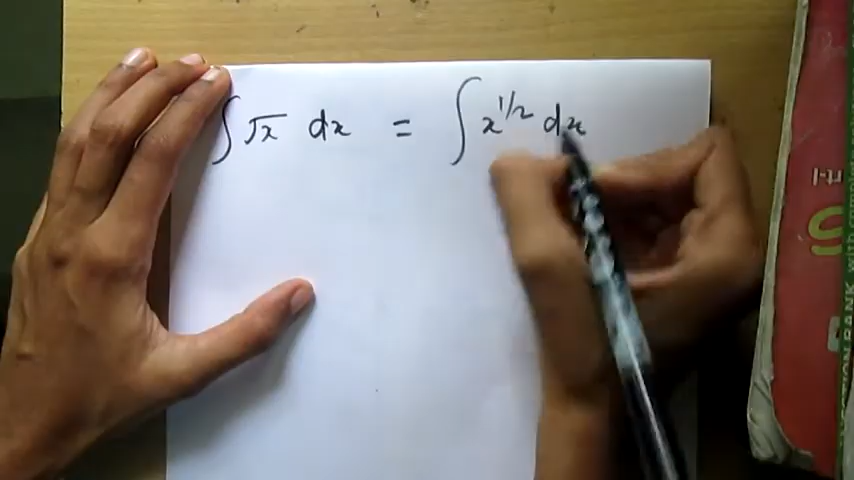 ∫ √x dx = ∫ x^1/2 dx